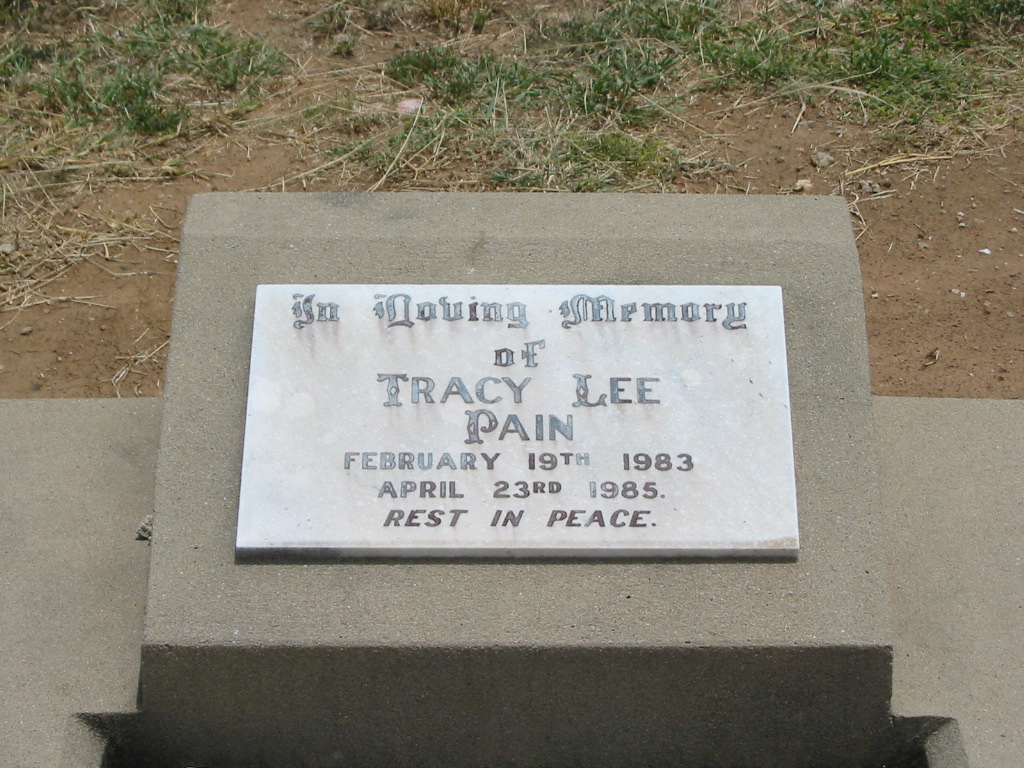 In Loving Memory
of
TRACY LEE
PAIN
FEBRUARY 19TH 1983
APRIL 23RD 1985.
REST IN PEACE.